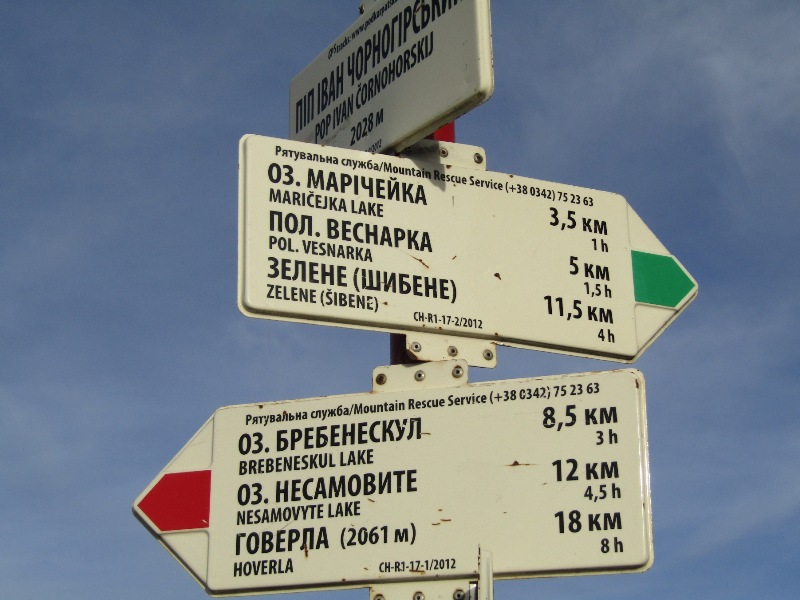 GPS tracks: www.podkarpatskar
ПІП ІВАН ЧОРНОГІРСЬКИЙ
POP IVAN ČORNOHORSKIJ
2028 м
Рятувальна служба/Mountain Rescue Service (+38 0342) 75 23 63
ОЗ. МАРІЧЕЙКА 3,5 км
MARIČEJKA LAKE 1 h
ПОЛ. ВЕСНАРКА 5 км
POL. VESNARKA 1,5 h
ЗЕЛЕНЕ (ШИБЕНЕ) 11,5 км
ZELENE (ŠIBENE) 4 h
CH-R1-17-2/2012
Рятувальна служба/Mountain Rescue Service (+38 0342) 75 23 63
ОЗ. БРЕБЕНЕСКУЛ 8,5 км
BREBENESKUL LAKE 3 h
ОЗ. НЕСАМОВИТЕ 12 км
NESAMOVYTE LAKE 4,5 h
ГОВЕРЛА (2061 м) 18 км
HOVERLA 8 h
CH-R1-17-1/2012